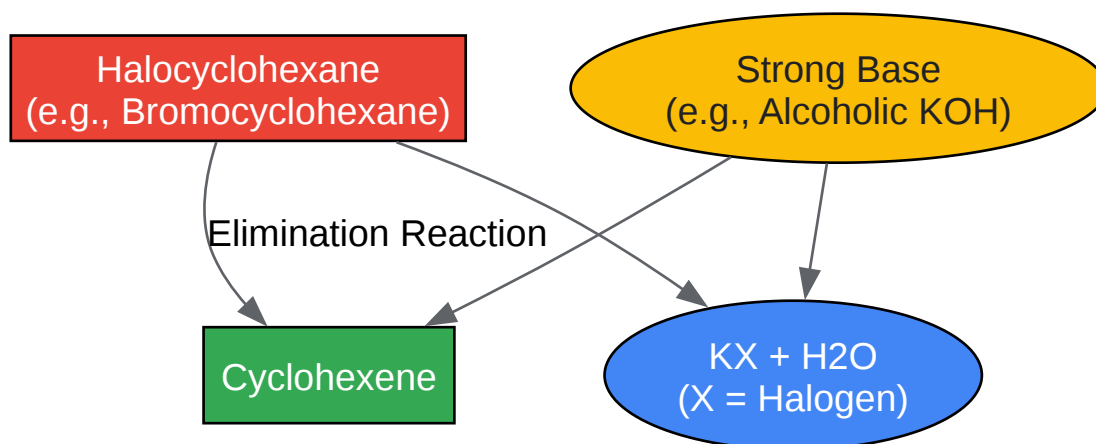 Halocyclohexane
(e.g., Bromocyclohexane)
Strong Base
(e.g., Alcoholic KOH)
Elimination Reaction
Cyclohexene
KX + H2O
(X = Halogen)